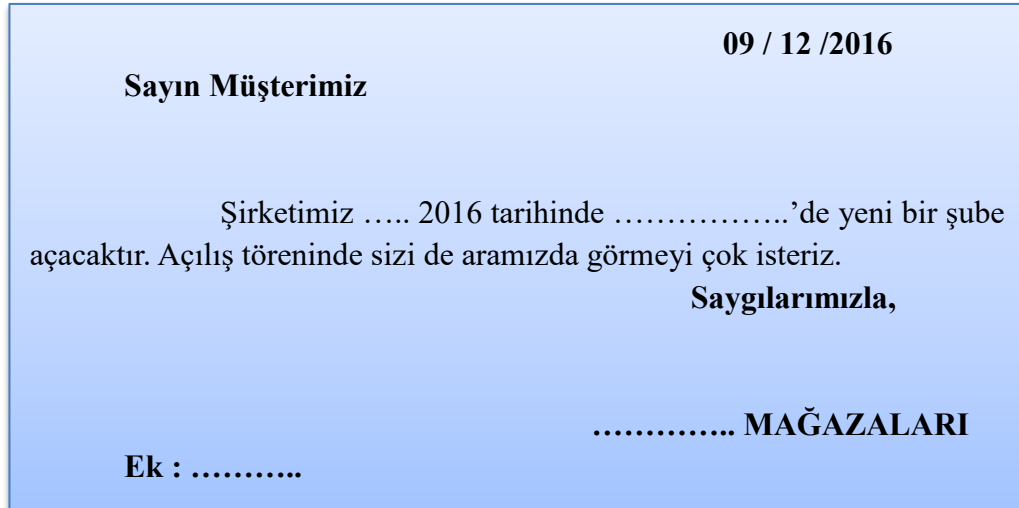 09 / 12 /2016
Sayın Müşterimiz
Şirketimiz ….. 2016 tarihinde ……………..’de yeni bir şube
açacaktır. Açılış töreninde sizi de aramızda görmeyi çok isteriz.
Saygılarımızla,
………….. MAĞAZALARI
Ek : ………..